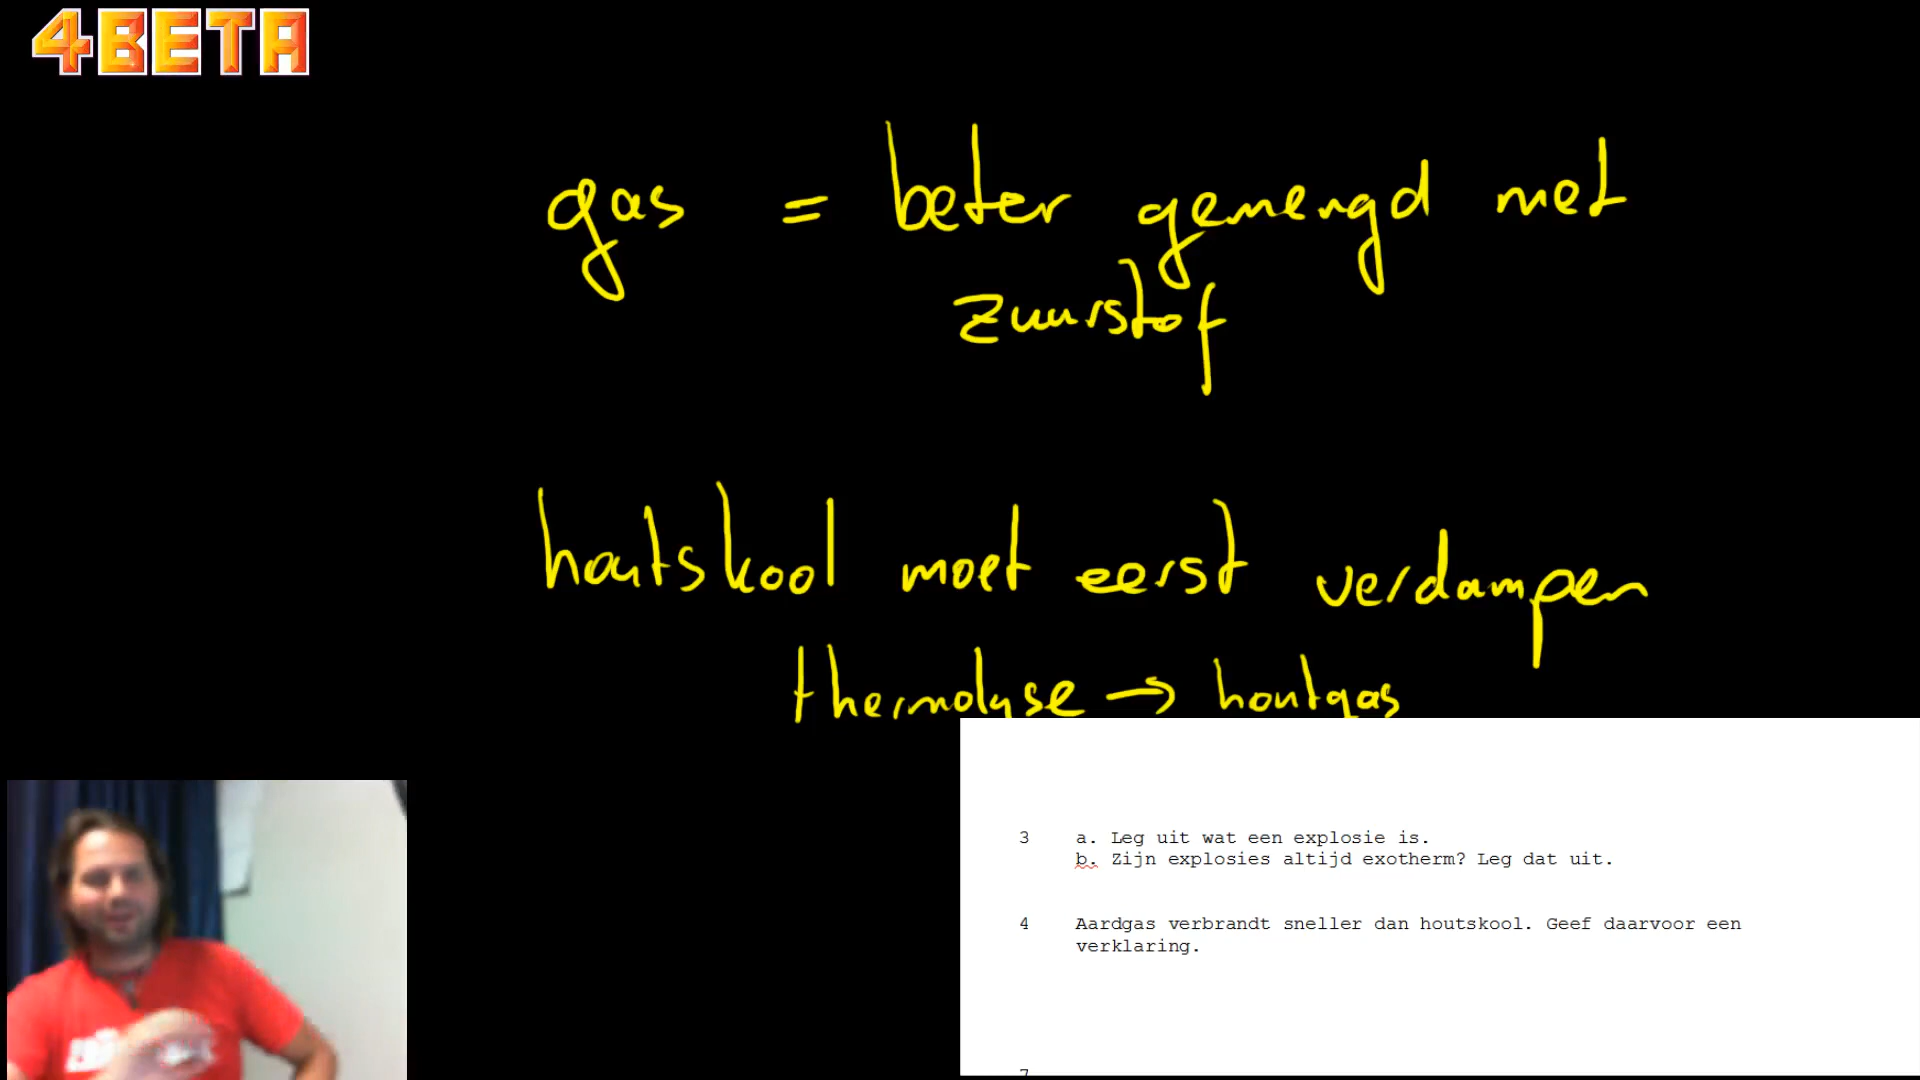 4BETA
gas = beter gemengd met
zuurstof
houtskool moet eerst verdampen
thermolyse → houtgas
3 a. Leg uit wat een explosie is.
b. Zijn explosies altijd exotherm? Leg dat uit.
4 Aardgas verbrandt sneller dan houtskool. Geef daarvoor een
verklaring.